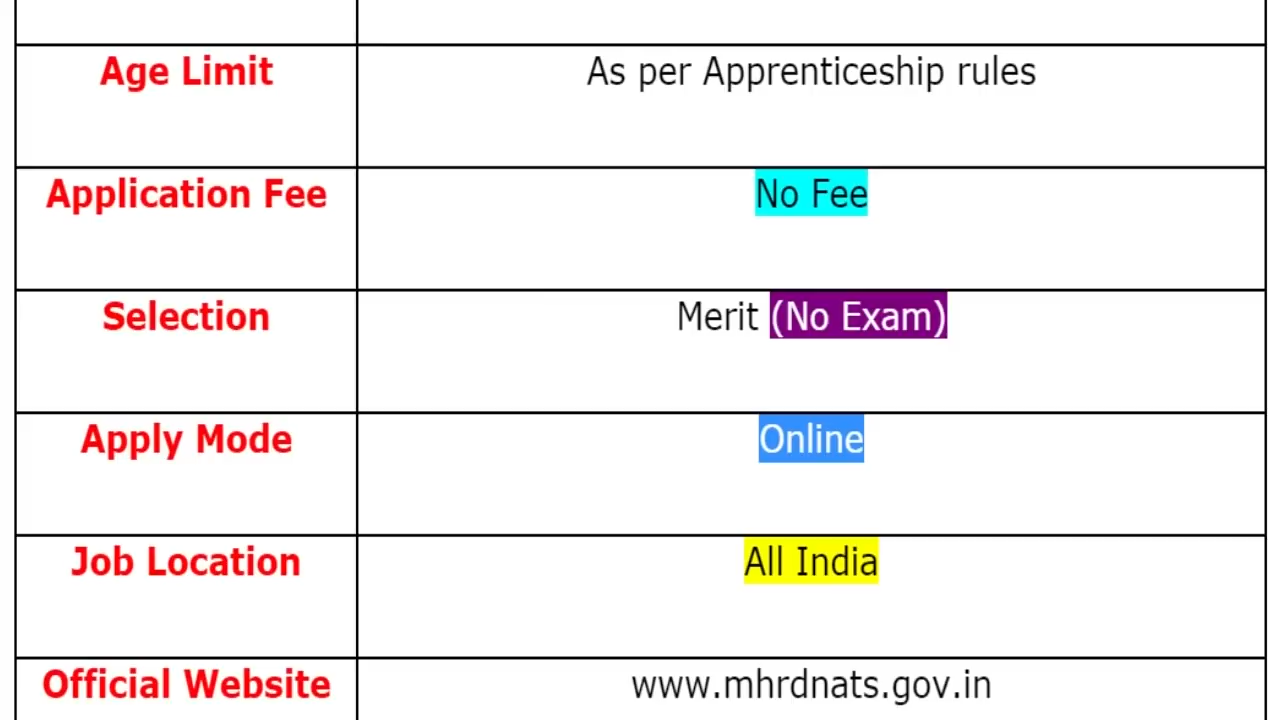 Age Limit As per Apprenticeship rules
Application Fee No Fee
Selection Merit (No Exam)
Apply Mode Online
Job Location All India
Official Website www.mhrdnats.gov.in